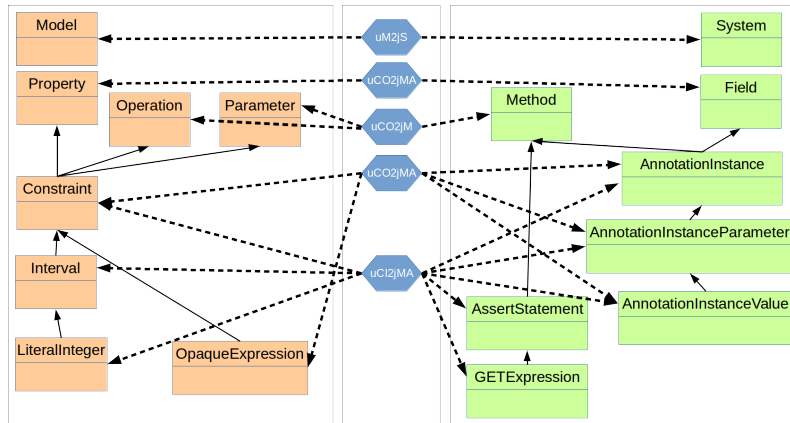 Model
Property
Operation
Parameter
Constraint
Interval
LiteralInteger
OpaqueExpression
uM2jS
uCO2jMA
uCO2jM
uCO2jMA
uCI2jMA
System
Field
Method
AnnotationInstance
AnnotationInstanceParameter
AnnotationInstanceValue
AssertStatement
GETExpression